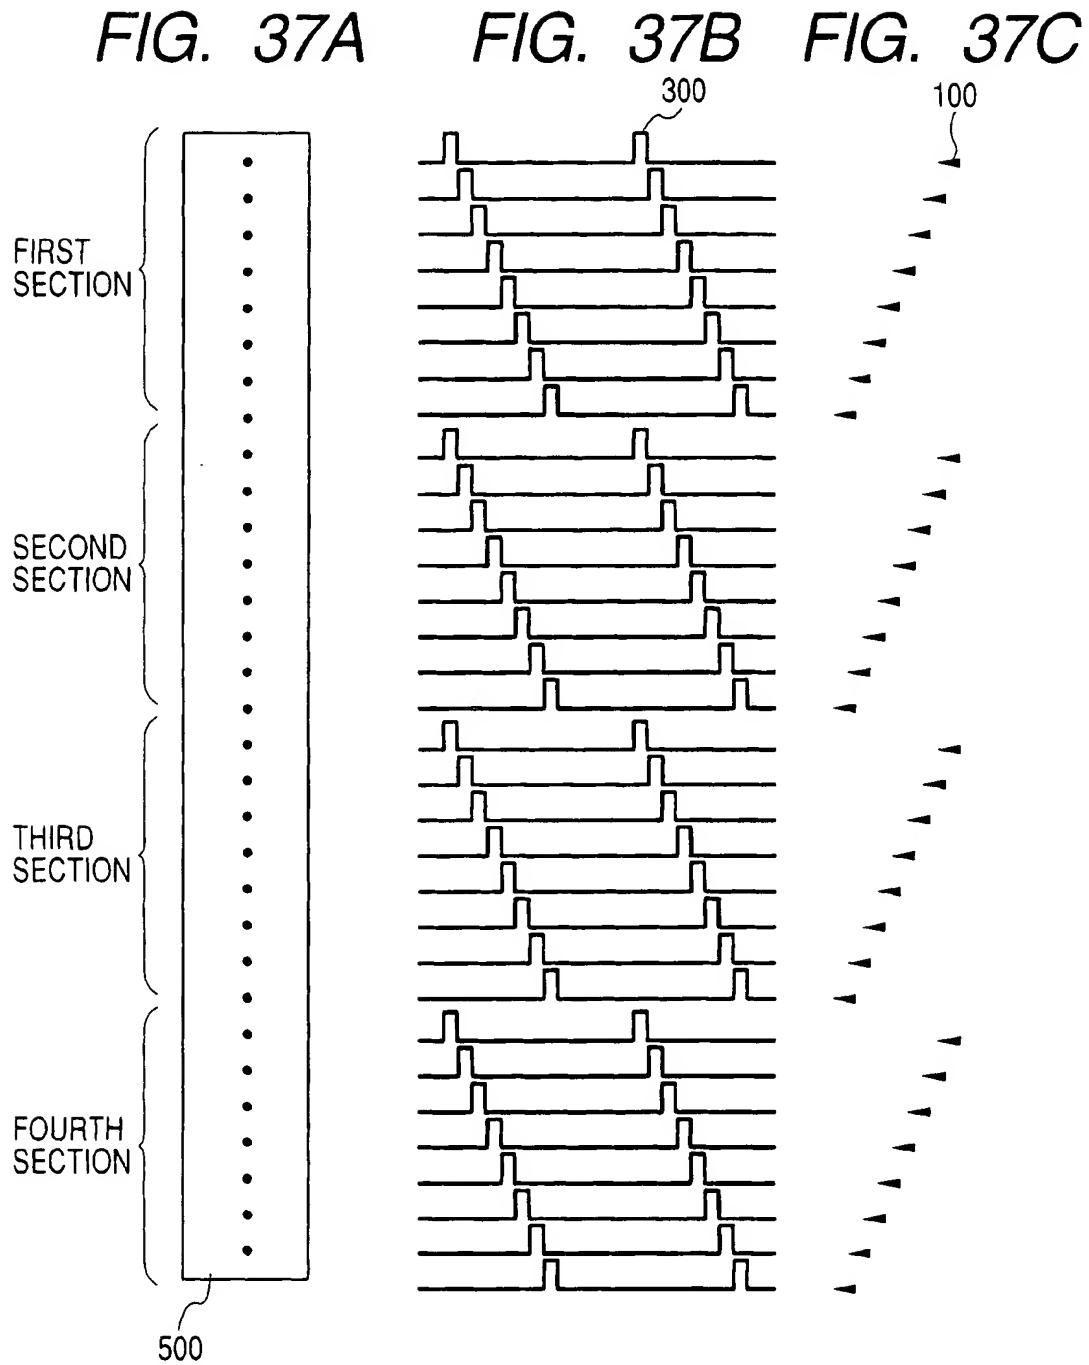 FIG. 37A
FIG. 37B
FIG. 37C
300
100
FIRST
SECTION
SECOND
SECTION
THIRD
SECTION
FOURTH
SECTION
500